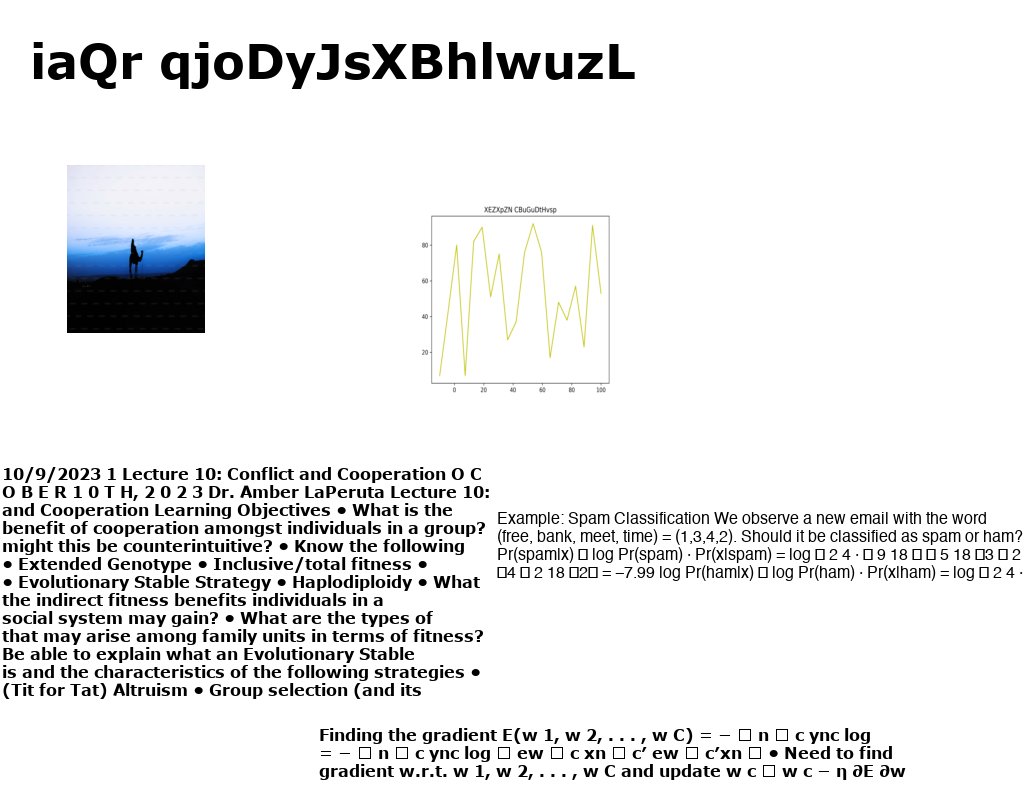 iaQr qjoDyJsXBhlwuzL
XEZXpZN CBuGuDtHvsp
80
60
40
20
0 20 40 60 80 100
10/9/2023 1 Lecture 10: Conflict and Cooperation O C
O B E R 1 0 T H, 2 0 2 3 Dr. Amber LaPeruta Lecture 10:
and Cooperation Learning Objectives • What is the
benefit of cooperation amongst individuals in a group?
might this be counterintuitive? • Know the following
• Extended Genotype • Inclusive/total fitness •
• Evolutionary Stable Strategy • Haplodiploidy • What
the indirect fitness benefits individuals in a
social system may gain? • What are the types of
that may arise among family units in terms of fitness?
Be able to explain what an Evolutionary Stable
is and the characteristics of the following strategies •
(Tit for Tat) Altruism • Group selection (and its
Example: Spam Classification We observe a new email with the word
(free, bank, meet, time) = (1,3,4,2). Should it be classified as spam or ham?
Pr(spam|x) □ log Pr(spam) · Pr(x|spam) = log □ 2 4 · □ 9 18 □ □ 5 18 □3 □ 2
□4 □ 2 18 □2□ = −7.99 log Pr(ham|x) □ log Pr(ham) · Pr(x|ham) = log □ 2 4 ·
Finding the gradient E(w 1, w 2, . . . , w C) = − □ n □ c ync log
= − □ n □ c ync log □ ew □ c xn □ c′ ew □ c′xn □ • Need to find
gradient w.r.t. w 1, w 2, . . . , w C and update w c □ w c − η ∂E ∂w